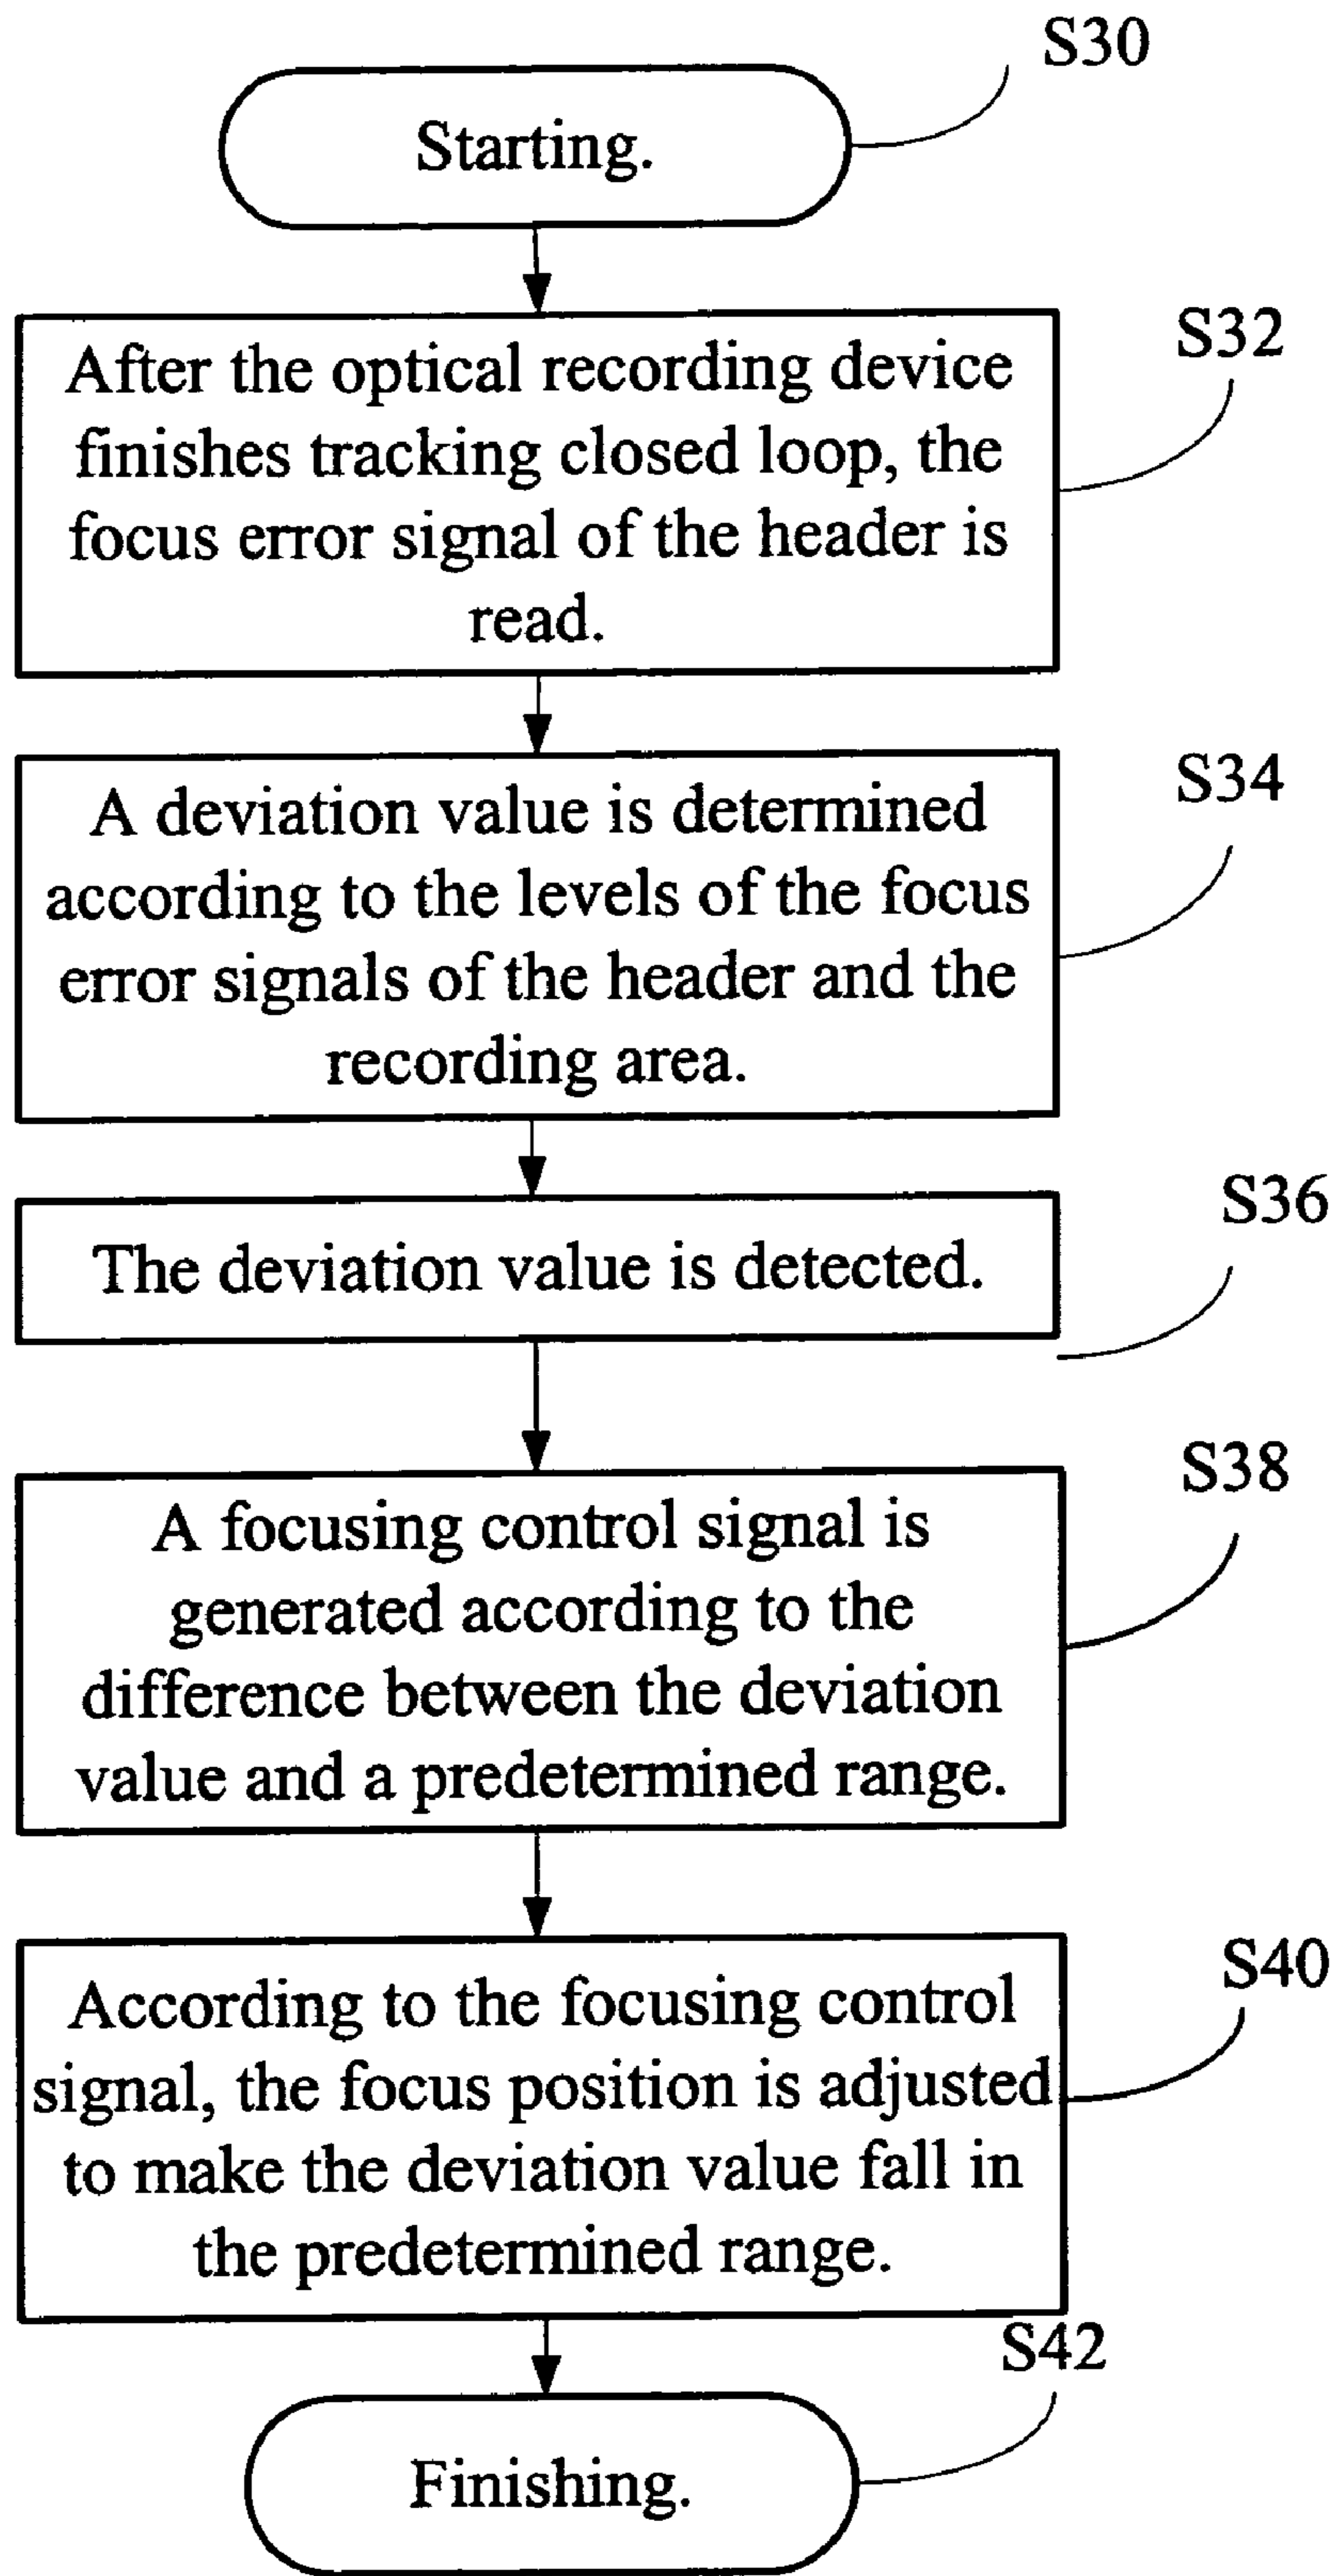 S30
Starting.
S32
After the optical recording device
finishes tracking closed loop, the
focus error signal of the header is
read.
S34
A deviation value is determined
according to the levels of the focus
error signals of the header and the
recording area.
S36
The deviation value is detected.
S38
A focusing control signal is
generated according to the
difference between the deviation
value and a predetermined range.
S40
According to the focusing control
signal, the focus position is adjusted
to make the deviation value fall in
the predetermined range.
S42
Finishing.